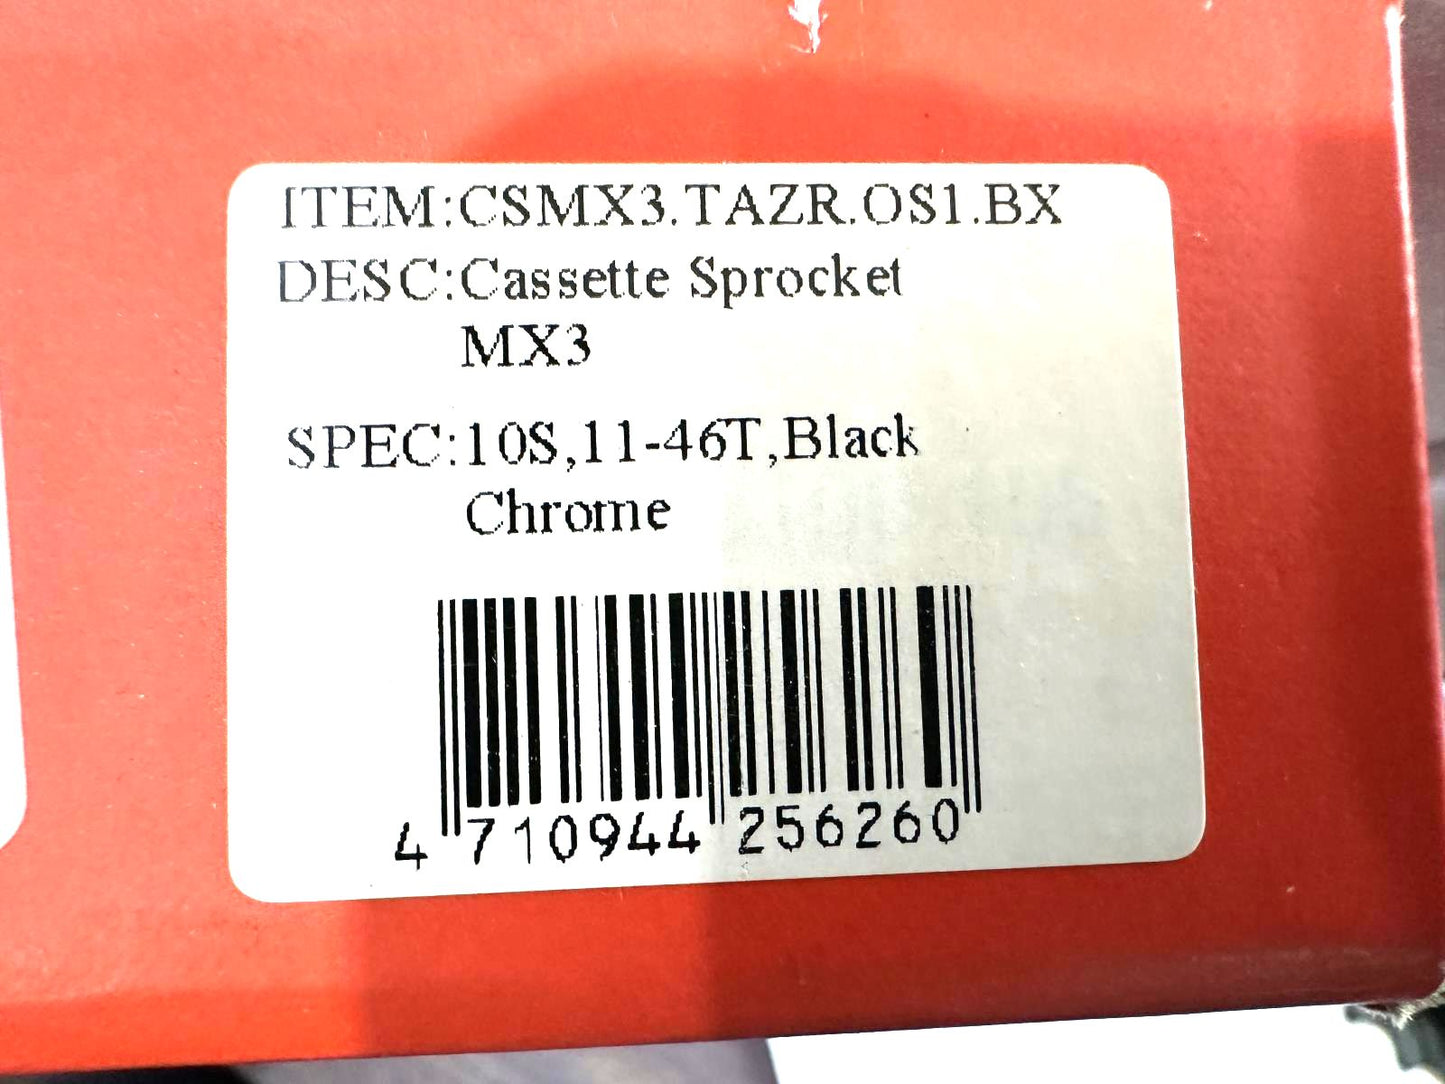 ITEM:CSMX3.TAZR.OS1.BX
DESC:Cassette Sprocket
MX3
SPEC:10S,11-46T,Black
Chrome
4 710944 256260